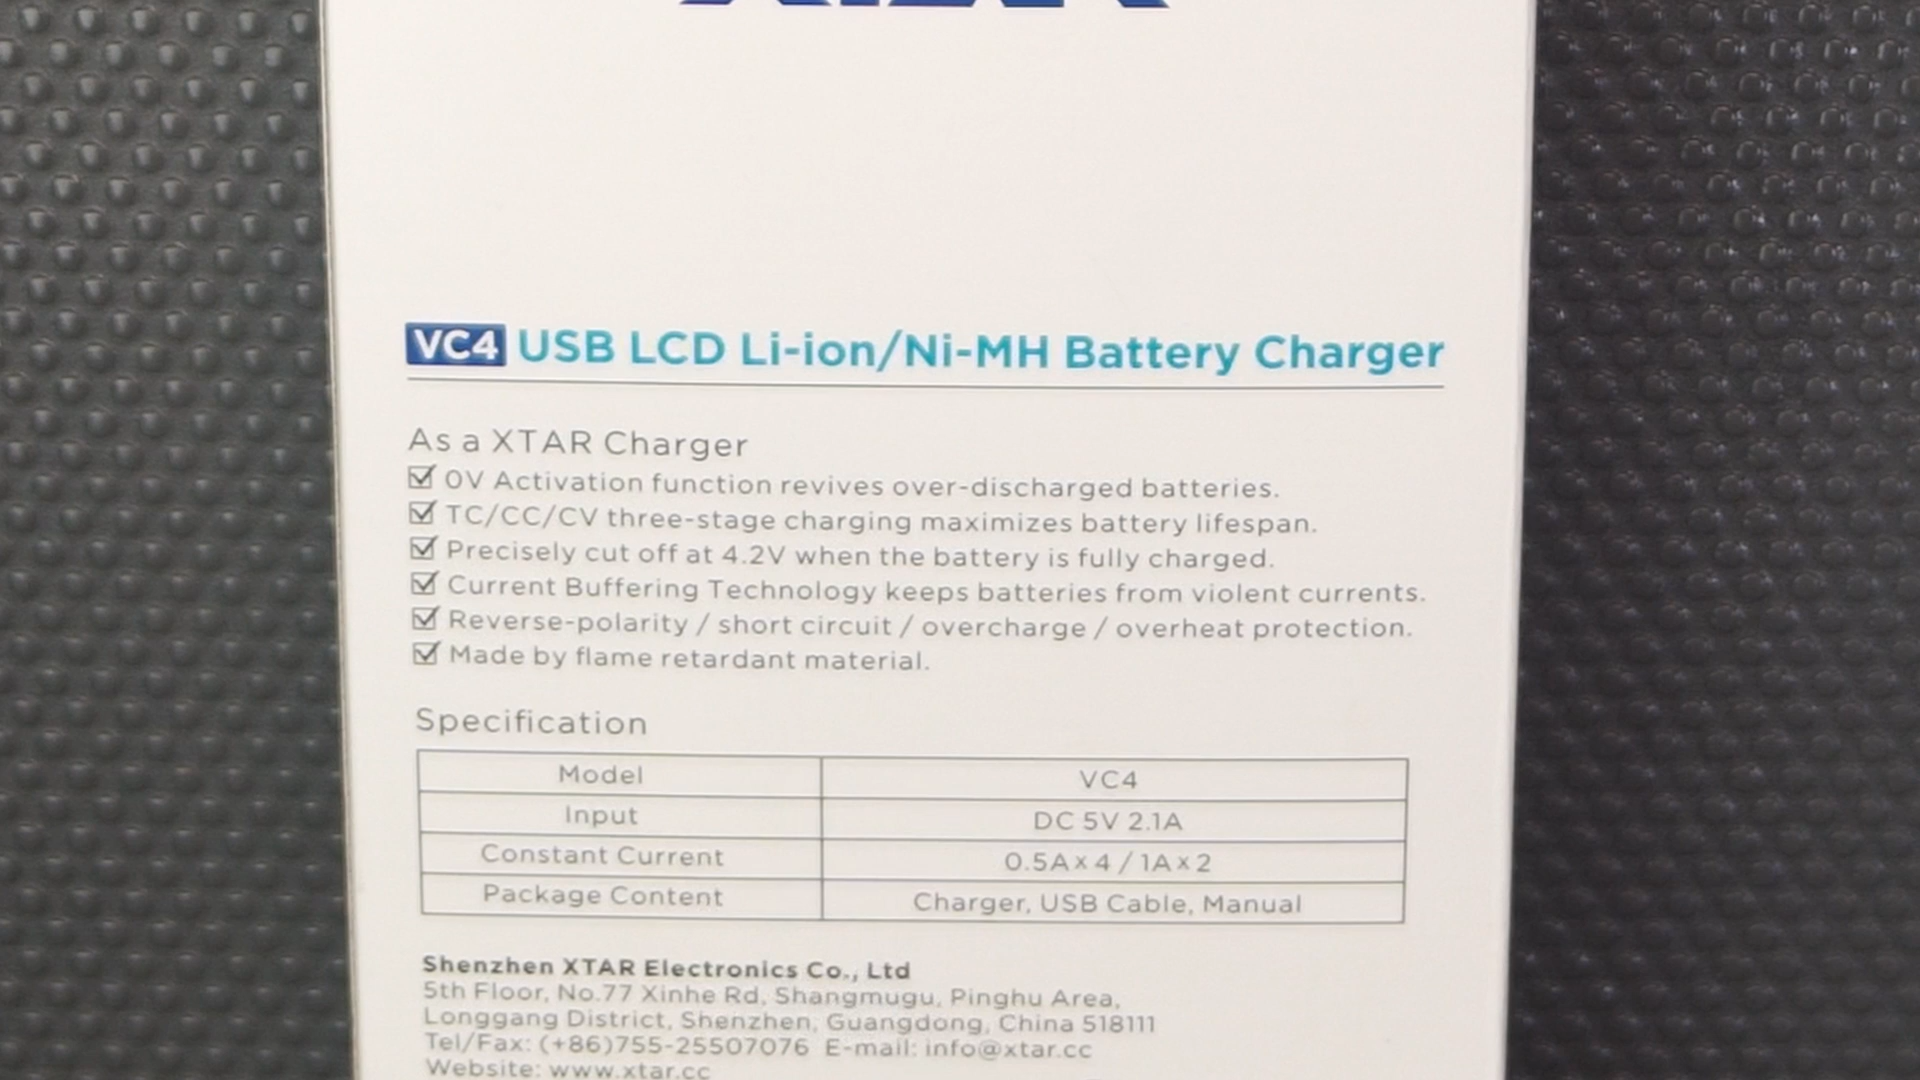 XTAR
VC4 USB LCD Li-ion/Ni-MH Battery Charger
As a XTAR Charger
☑ 0V Activation function revives over-discharged batteries.
☑ TC/CC/CV three-stage charging maximizes battery lifespan.
☑ Precisely cut off at 4.2V when the battery is fully charged.
☑ Current Buffering Technology keeps batteries from violent currents.
☑ Reverse-polarity / short circuit / overcharge / overheat protection.
☑ Made by flame retardant material.
Specification
Model VC4
Input DC 5V 2.1A
Constant Current 0.5A×4 / 1A×2
Package Content Charger, USB Cable, Manual
Shenzhen XTAR Electronics Co., Ltd
5th Floor, No.77 Xinhe Rd, Shangmugu, Pinghu Area,
Longgang District, Shenzhen, Guangdong, China 518111
Tel/Fax: (+86)755-25507076 E-mail: info@xtar.cc
Website: www.xtar.cc